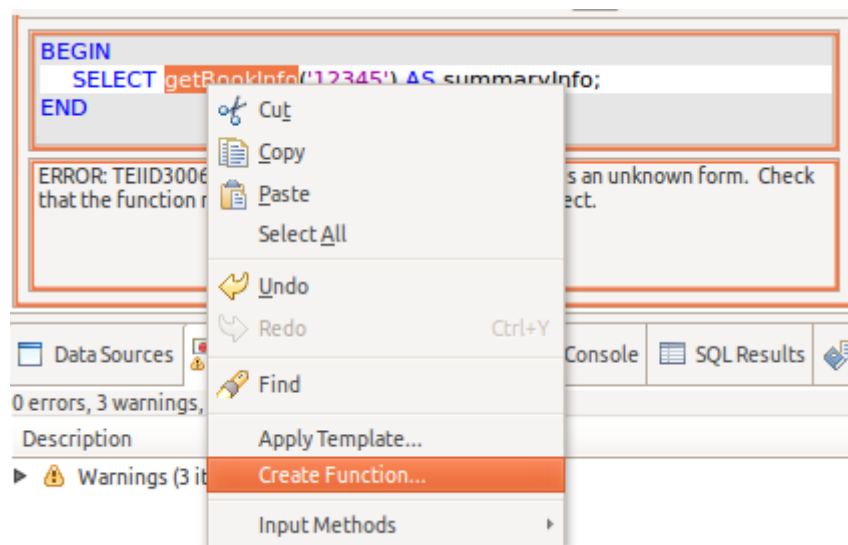 BEGIN
SELECT getBookInfo('12345') AS summaryInfo;
END
ERROR: TEIID3006
s an unknown form. Check
that the function
ect.
Cut
Copy
Paste
Select All
Undo
Redo Ctrl+Y
Find
Apply Template...
Create Function...
Input Methods
Data Sources
Console
SQL Results
0 errors, 3 warnings,
Description
Warnings (3 it